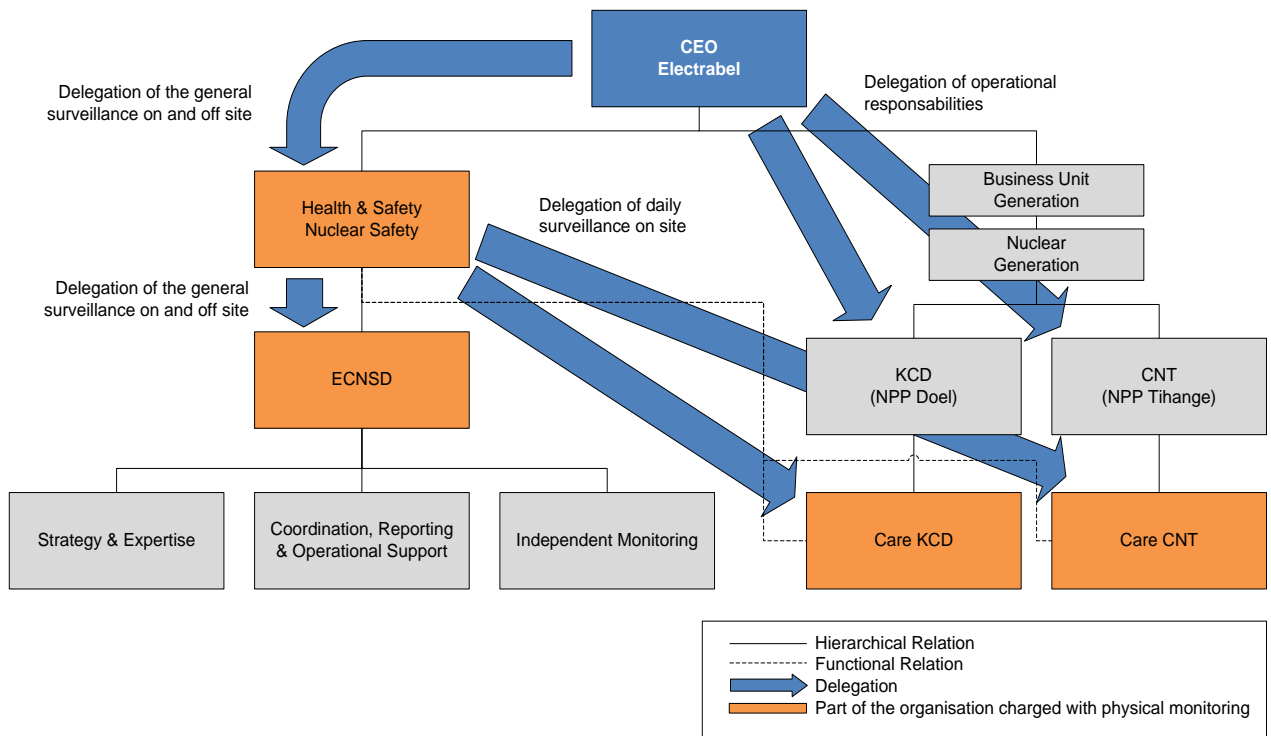 CEO
Electrabel
Delegation of the general
surveillance on and off site
Delegation of operational
responsabilities
Health & Safety
Nuclear Safety
Delegation of daily
surveillance on site
Business Unit
Generation
Nuclear
Generation
Delegation of the general
surveillance on and off site
ECNSD
KCD
(NPP Doel)
CNT
(NPP Tihange)
Strategy & Expertise
Coordination, Reporting
& Operational Support
Independent Monitoring
Care KCD
Care CNT
Hierarchical Relation
Functional Relation
Delegation
Part of the organisation charged with physical monitoring